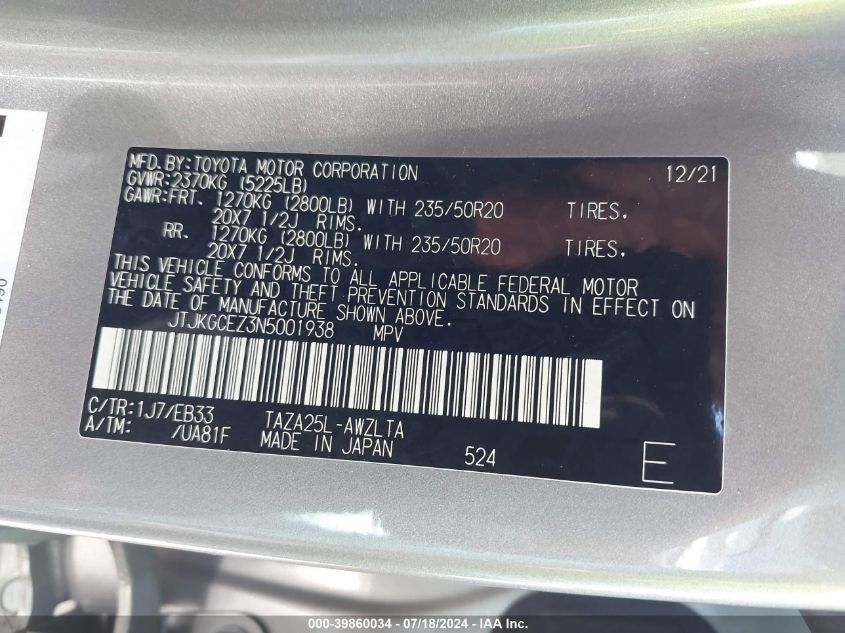 MFD.BY:TOYOTA MOTOR CORPORATION 12/21
GVWR:2370KG (5225LB)
GAWR:FRT. 1270KG (2800LB) WITH 235/50R20 TIRES.
20X7 1/2J RIMS.
RR. 1270KG (2800LB) WITH 235/50R20 TIRES.
20X7 1/2J RIMS.
THIS VEHICLE CONFORMS TO ALL APPLICABLE FEDERAL MOTOR
VEHICLE SAFETY AND THEFT PREVENTION STANDARDS IN EFFECT ON
THE DATE OF MANUFACTURE SHOWN ABOVE.
JTJKGCEZ3N5001938 MPV
C/TR:1J7/EB33 TAZA25L-AWZLTA
A/TM: /UA81F MADE IN JAPAN 524 E
000-39860034 - 07/18/2024 - IAA Inc.